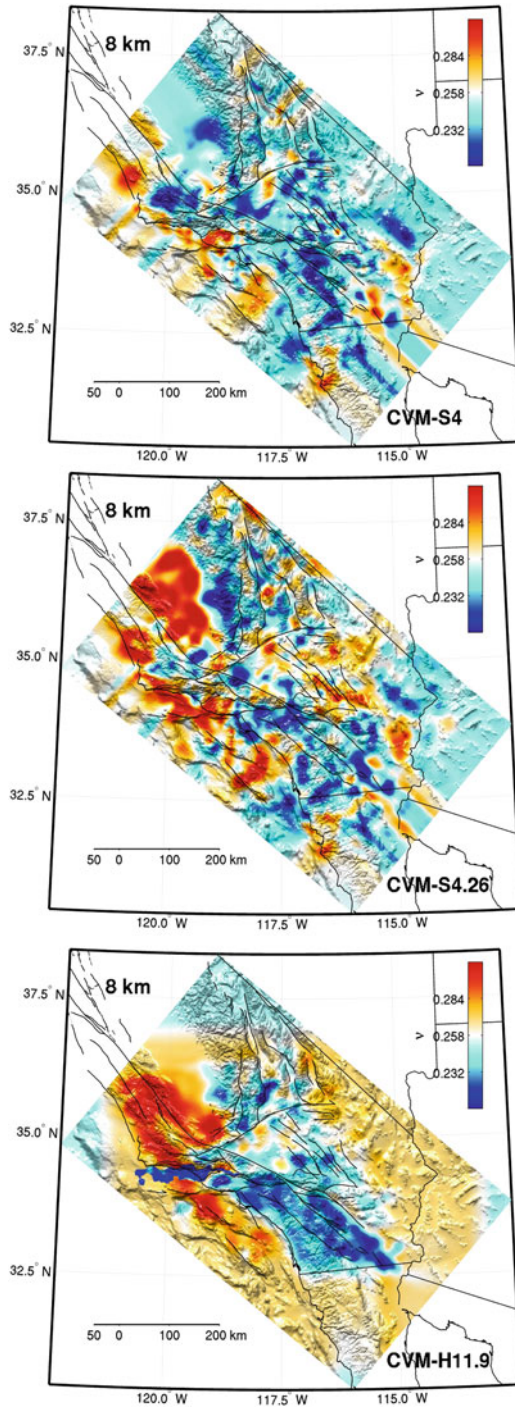 8 km
37.5° N
35.0° N
32.5° N
ν
0.284
0.258
0.232
50 0 100 200 km
CVM-S4
120.0° W
117.5° W
115.0° W
8 km
37.5° N
35.0° N
32.5° N
ν
0.284
0.258
0.232
50 0 100 200 km
CVM-S4.26
120.0° W
117.5° W
115.0° W
8 km
37.5° N
35.0° N
32.5° N
ν
0.284
0.258
0.232
50 0 100 200 km
CVM-H11.9
120.0° W
117.5° W
115.0° W